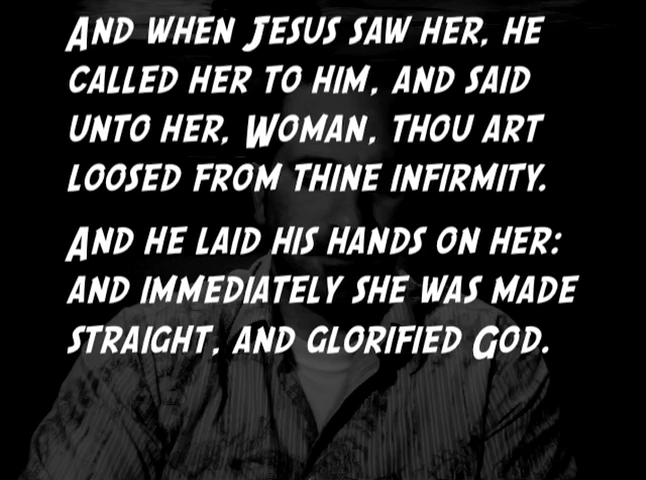 And when Jesus saw her, he
called her to him, and said
unto her, Woman, thou art
loosed from thine infirmity.
And he laid his hands on her:
and immediately she was made
straight, and glorified God.